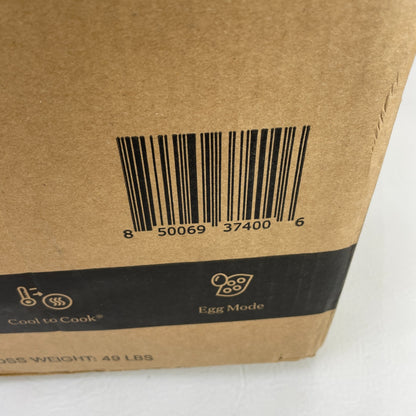 8 50069 37400 6
Cool to Cook®
Egg Mode
WEIGHT: 49 LBS